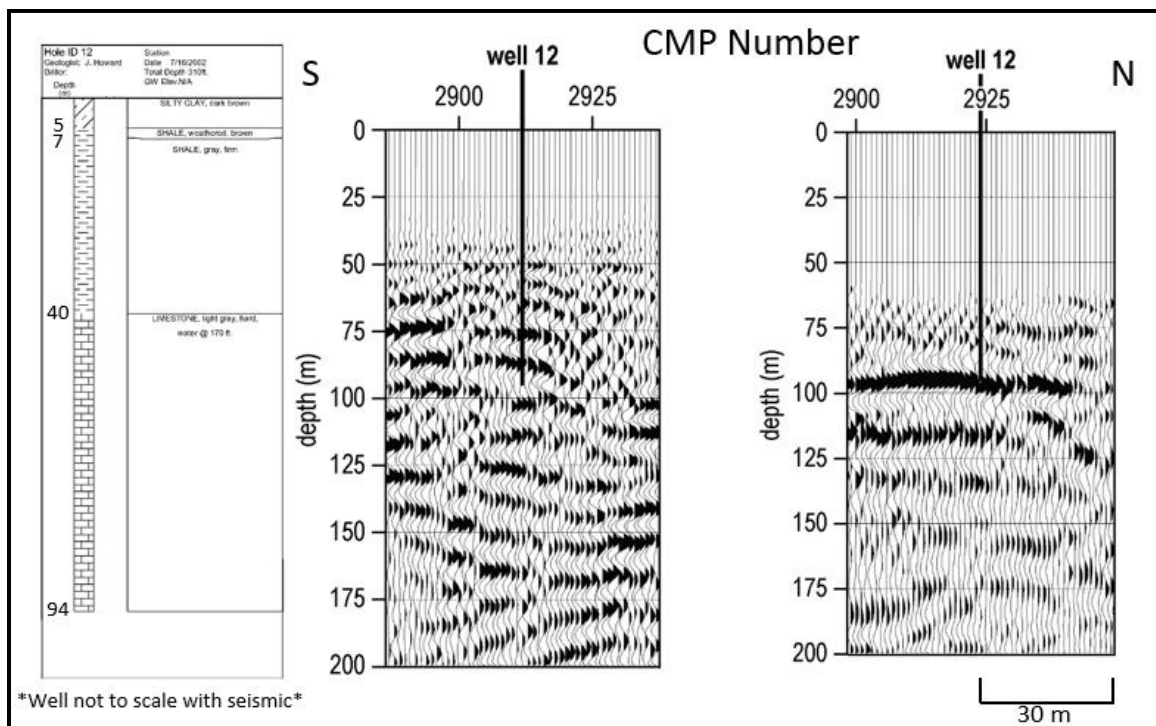 CMP Number
Hole ID 12
Geologist: J. Howard
Driller:
Depth
Station
Date 7/16/2002
Total Depth 310ft.
GW Elev.N/A
SILTY CLAY, dark brown
5
SHALE, weathered, brown
7
SHALE, gray, firm
40
LIMESTONE, light gray, hard,
water @ 170 ft.
94
*Well not to scale with seismic*
S
well 12
2900 2925
0
25
50
75
100
125
150
175
200
depth (m)
N
well 12
2900 2925
0
25
50
75
100
125
150
175
200
depth (m)
30 m